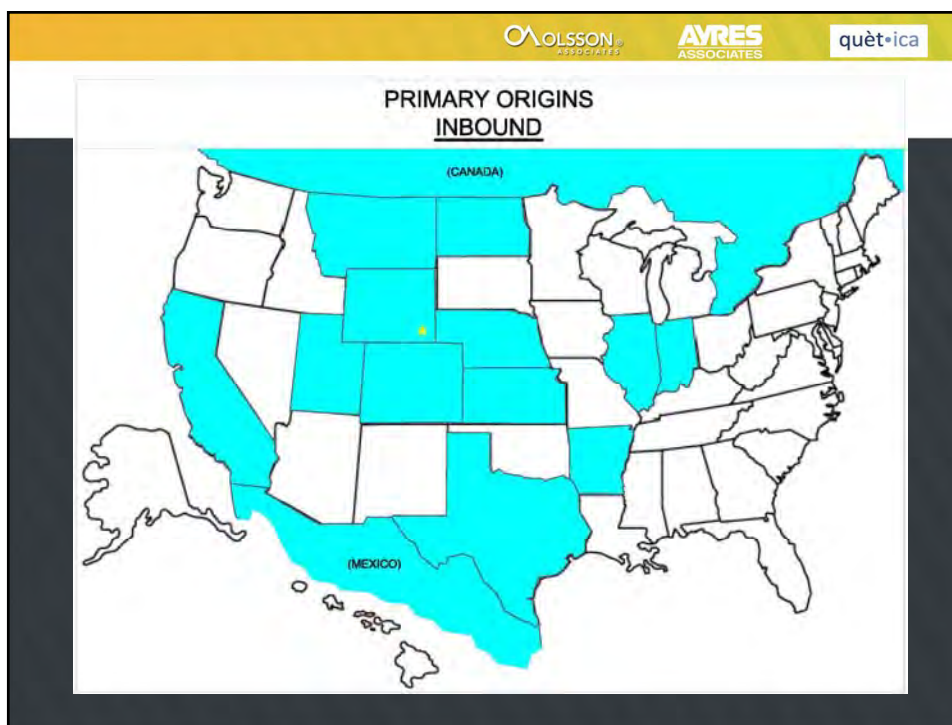 OLSSON ®
ASSOCIATES
AYRES
ASSOCIATES
quèt•ica
PRIMARY ORIGINS
INBOUND
(CANADA)
(MEXICO)